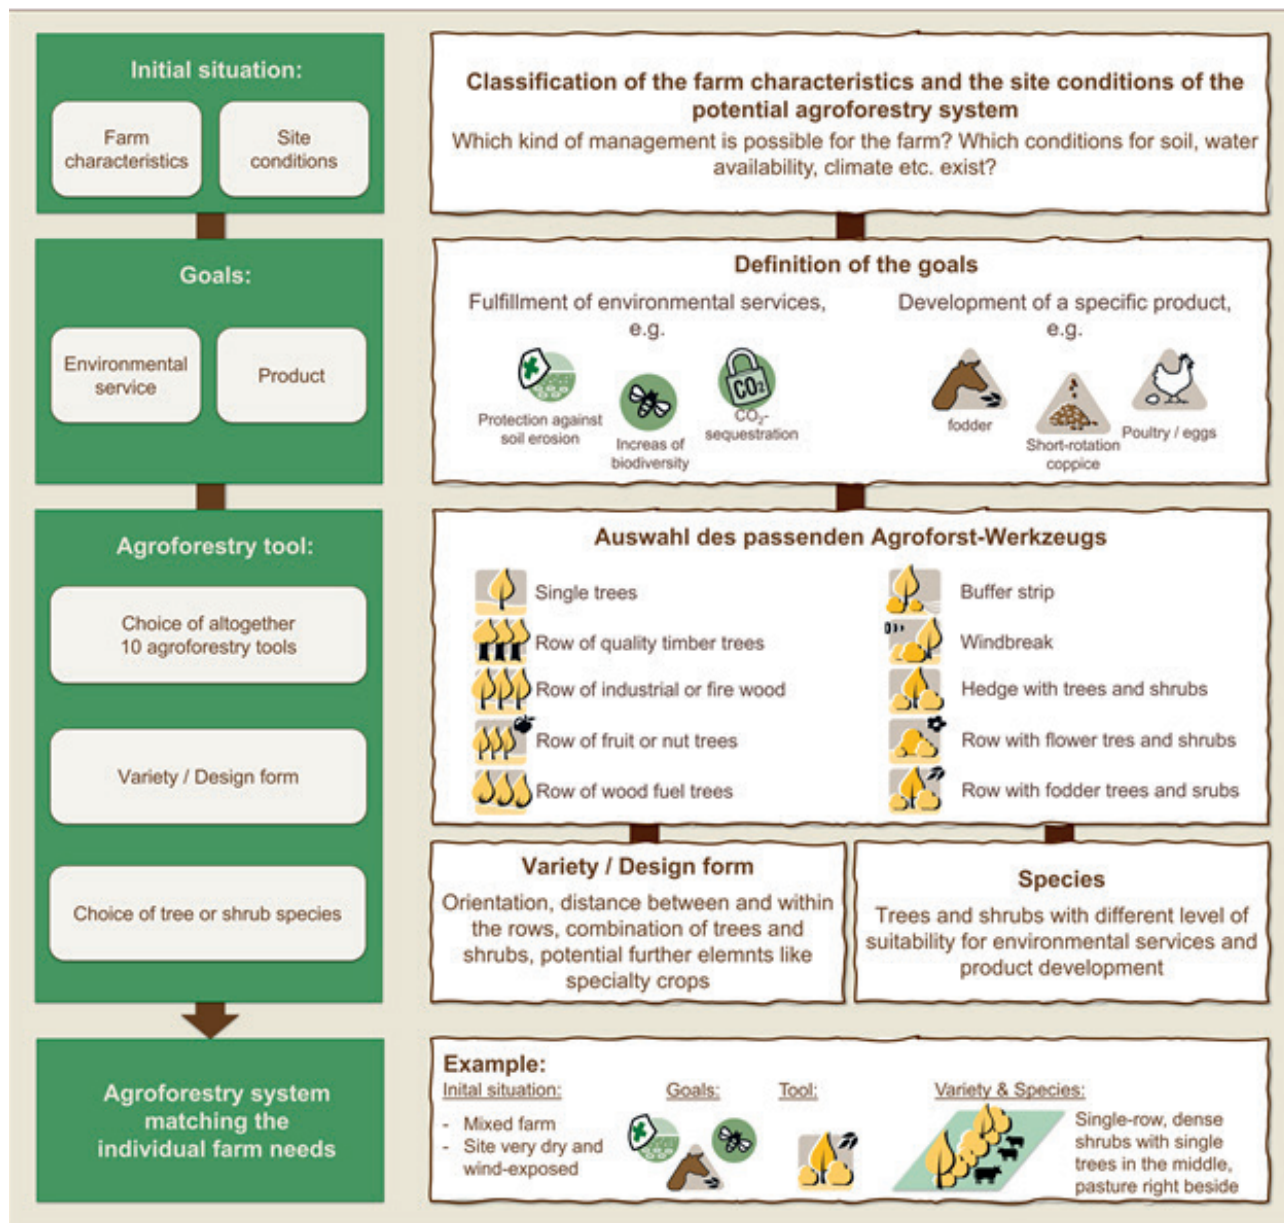 Initial situation:
Farm
characteristics
Site
conditions
Classification of the farm characteristics and the site conditions of the
potential agroforestry system
Which kind of management is possible for the farm? Which conditions for soil, water
availability, climate etc. exist?
Goals:
Environmental
service
Product
Definition of the goals
Fulfillment of environmental services,
e.g.
Protection against
soil erosion
Increas of
biodiversity
CO₂
CO₂-
sequestration
Development of a specific product,
e.g.
fodder
Short-rotation
coppice
Poultry / eggs
Agroforestry tool:
Choice of altogether
10 agroforestry tools
Variety / Design form
Choice of tree or shrub species
Auswahl des passenden Agroforst-Werkzeugs
Single trees
Row of quality timber trees
Row of industrial or fire wood
Row of fruit or nut trees
Row of wood fuel trees
Buffer strip
Windbreak
Hedge with trees and shrubs
Row with flower tres and shrubs
Row with fodder trees and srubs
Variety / Design form
Orientation, distance between and within
the rows, combination of trees and
shrubs, potential further elemnts like
specialty crops
Species
Trees and shrubs with different level of
suitability for environmental services and
product development
Agroforestry system
matching the
individual farm needs
Example:
Inital situation:
- Mixed farm
- Site very dry and
wind-exposed
Goals:
Tool:
Variety & Species:
Single-row, dense
shrubs with single
trees in the middle,
pasture right beside